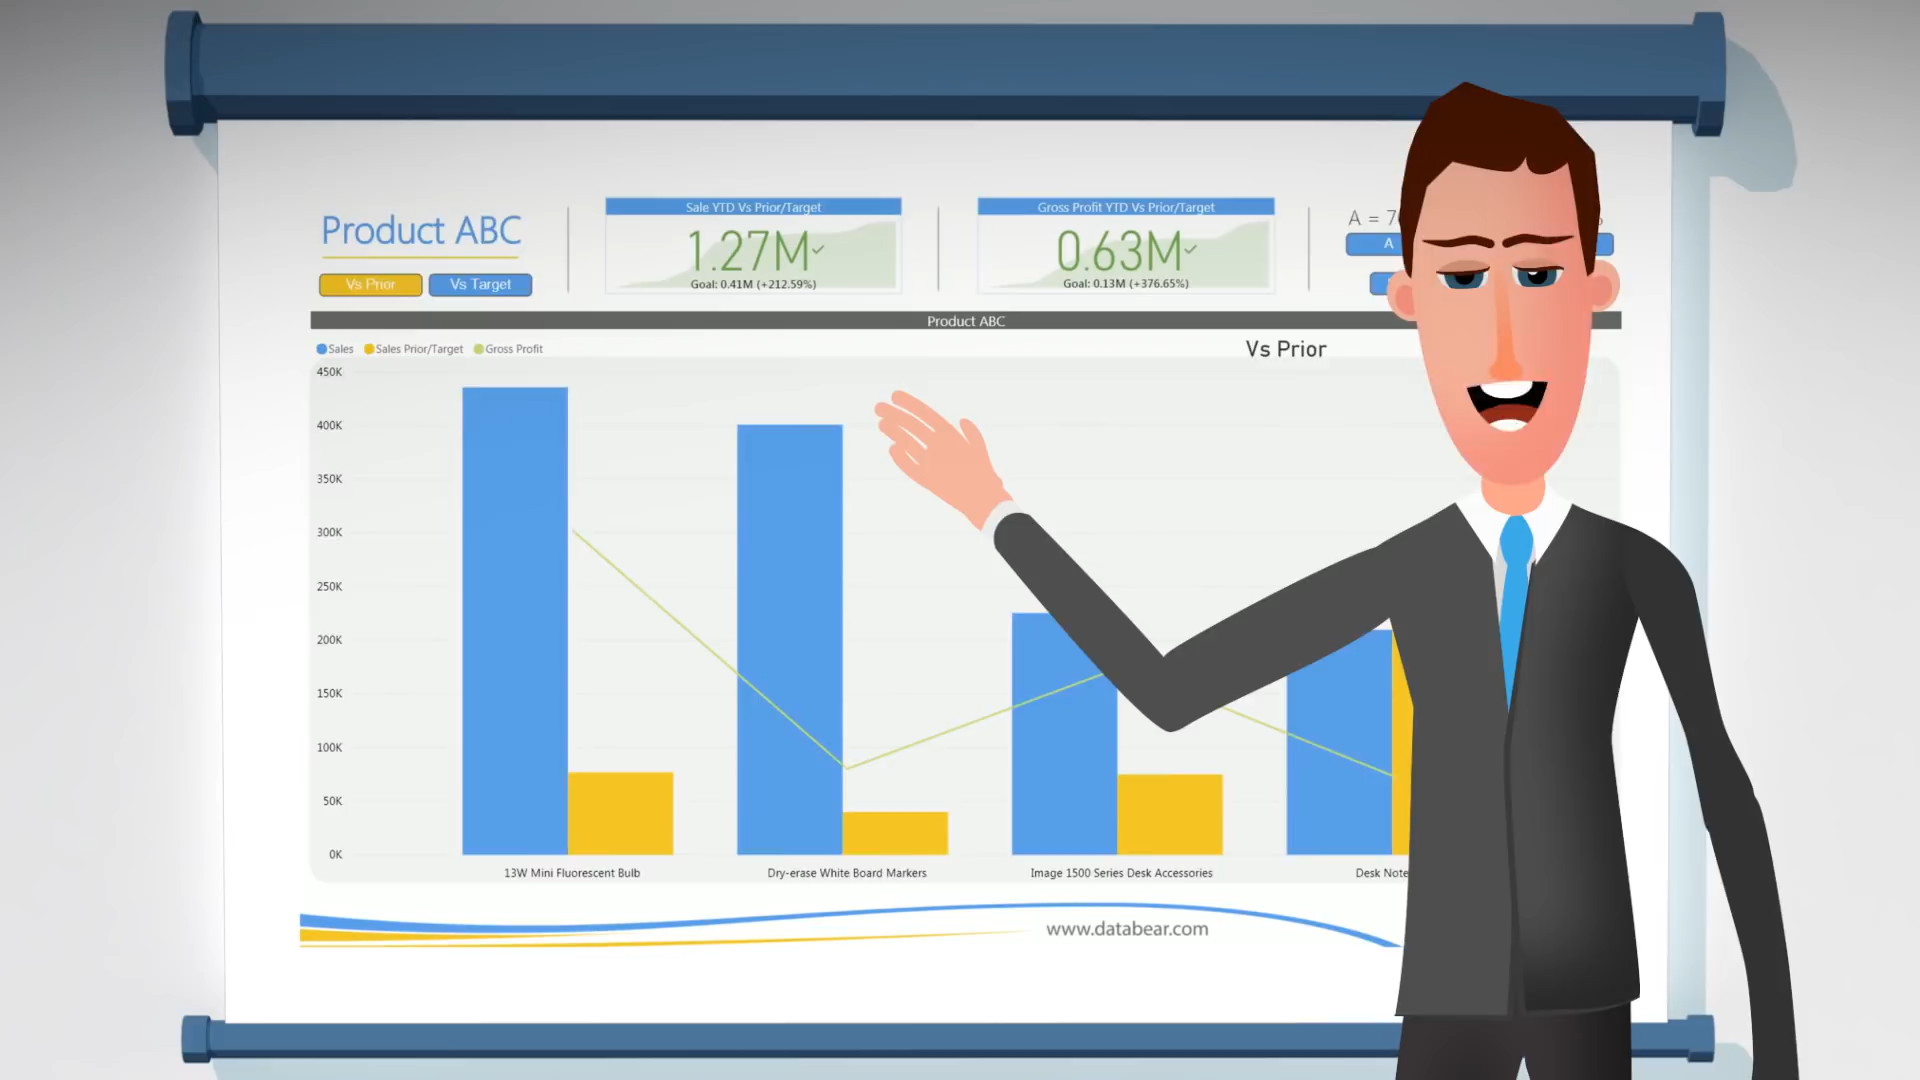 Product ABC
Vs Prior
Vs Target
Sale YTD Vs Prior/Target
1.27M
Goal: 0.41M (+212.59%)
Gross Profit YTD Vs Prior/Target
0.63M
Goal: 0.13M (+376.65%)
A = 7
A
Product ABC
Sales
Sales Prior/Target
Gross Profit
Vs Prior
450K
400K
350K
300K
250K
200K
150K
100K
50K
0K
13W Mini Fluorescent Bulb
Dry-erase White Board Markers
Image 1500 Series Desk Accessories
Desk Note
www.databear.com